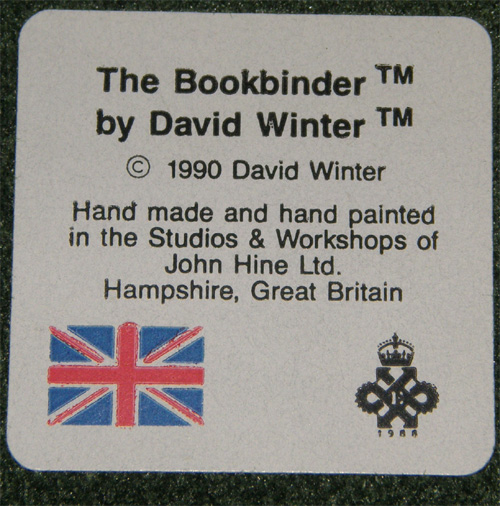 The Bookbinder ™
by David Winter ™
© 1990 David Winter
Hand made and hand painted
in the Studios & Workshops of
John Hine Ltd.
Hampshire, Great Britain
1988